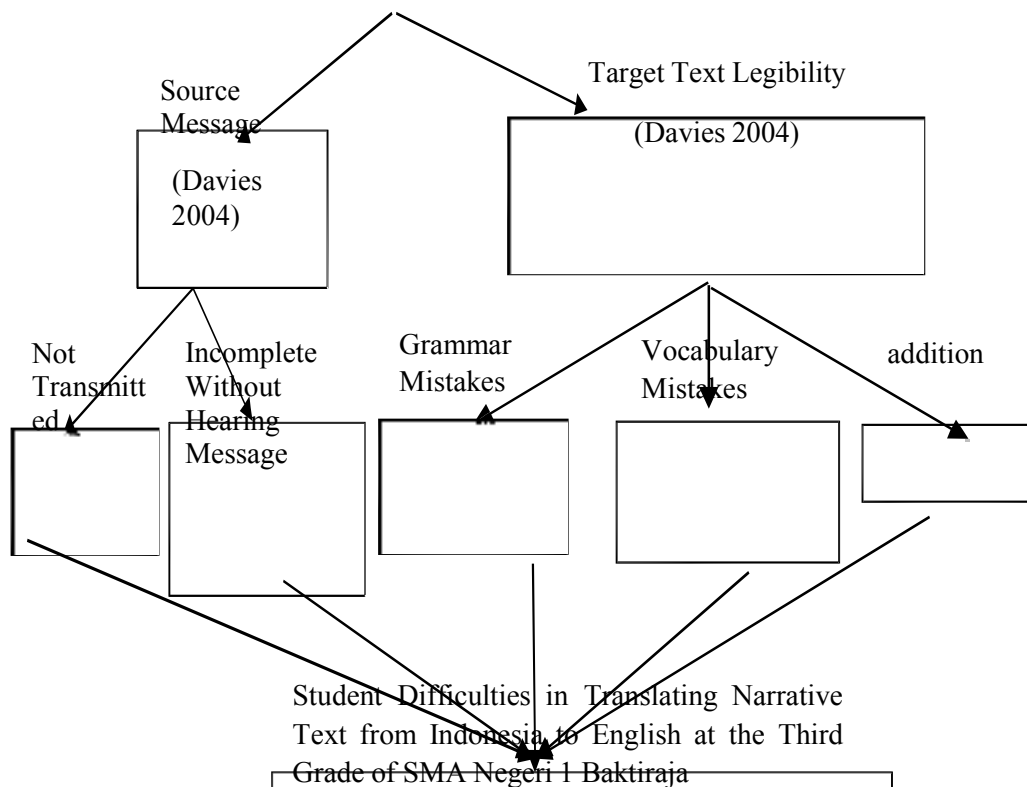 Target Text Legibility
(Davies 2004)
Source
Message
(Davies
2004)
Not
Transmitt
ed
Incomplete
Without
Hearing
Message
Grammar
Mistakes
Vocabulary
Mistakes
addition
Student Difficulties in Translating Narrative
Text from Indonesia to English at the Third
Grade of SMA Negeri 1 Baktiraja